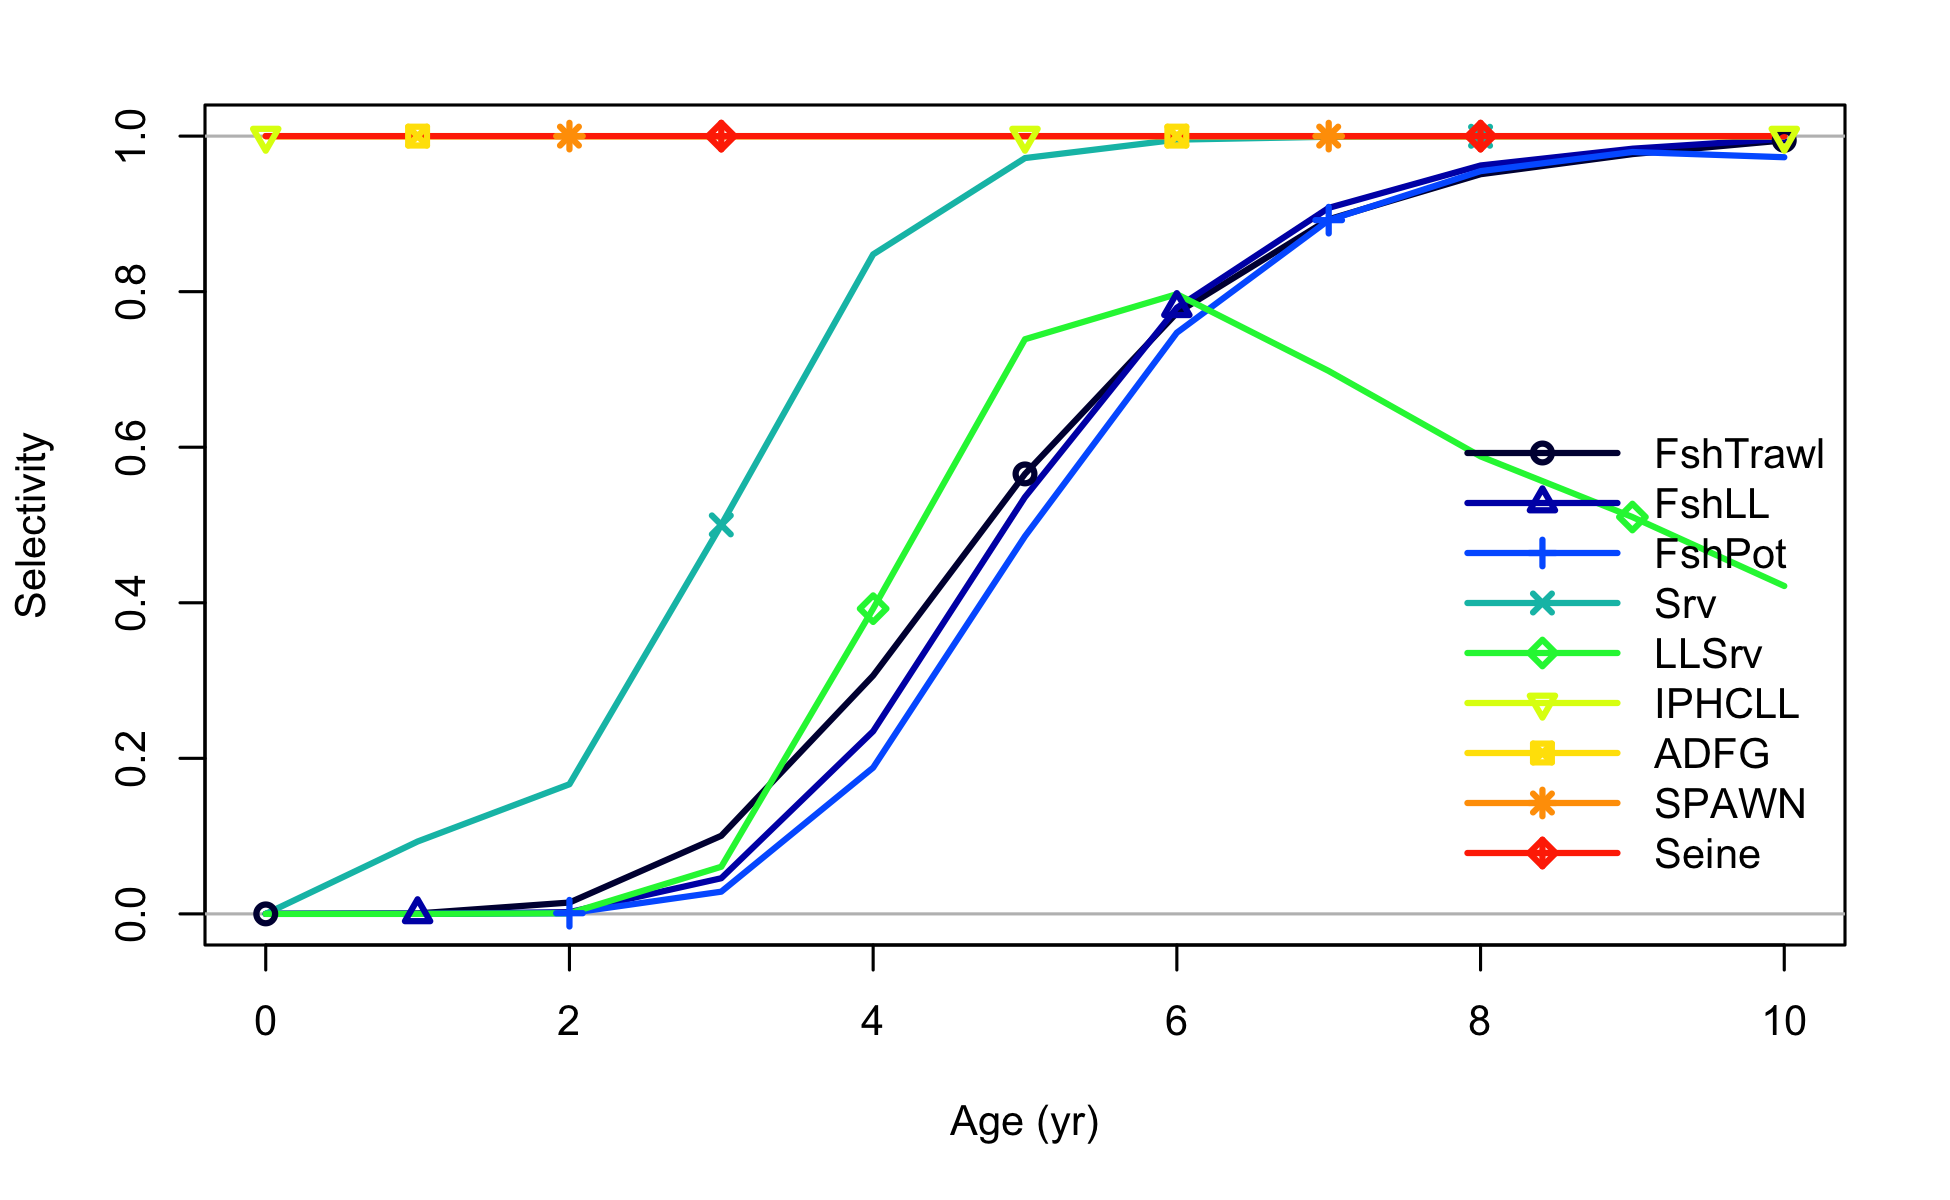 1.0
0.8
0.6
0.4
0.2
0.0
Selectivity
FshTrawl
FshLL
FshPot
Srv
LLSrv
IPHCLL
ADFG
SPAWN
Seine
0 2 4 6 8 10
Age (yr)